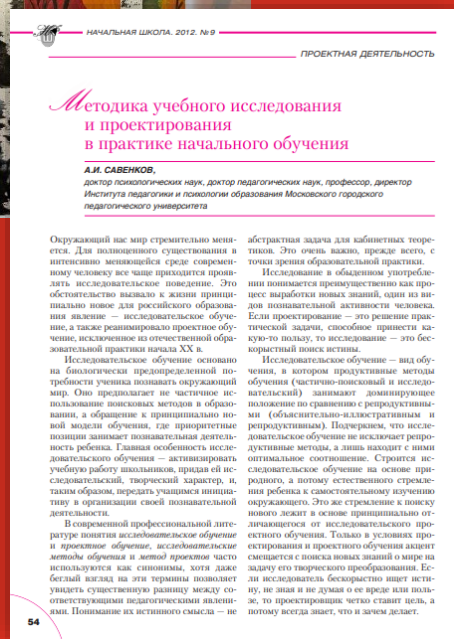 НАЧАЛЬНАЯ ШКОЛА. 2012. № 9
ПРОЕКТНАЯ ДЕЯТЕЛЬНОСТЬ
Методика учебного исследования
и проектирования
в практике начального обучения
А.И. САВЕНКОВ,
доктор психологических наук, доктор педагогических наук, профессор, директор
Института педагогики и психологии образования Московского городского
педагогического университета
Окружающий нас мир стремительно меня-
ется. Для полноценного существования в
интенсивно меняющейся среде современ-
ному человеку все чаще приходится прояв-
лять исследовательское поведение. Это
обстоятельство вызвало к жизни принци-
пиально новое для российского образова-
ния явление — исследовательское обуче-
ние, а также реанимировало проектное обу-
чение, исключенное из отечественной обра-
зовательной практики начала XX в.
Исследовательское обучение основано
на биологически предопределенной по-
требности ученика познавать окружающий
мир. Оно предполагает не частичное ис-
пользование поисковых методов в образо-
вании, а обращение к принципиально но-
вой модели обучения, где приоритетные
позиции занимает познавательная деятель-
ность ребенка. Главная особенность иссле-
довательского обучения — активизировать
учебную работу школьников, придав ей ис-
следовательский, творческий характер, и,
таким образом, передать учащимся инициа-
тиву в организации своей познавательной
деятельности.
В современной профессиональной лите-
ратуре понятия исследовательское обучение
и проектное обучение, исследовательские
методы обучения и метод проектов часто
используются как синонимы, хотя даже
беглый взгляд на эти термины позволяет
увидеть существенную разницу между со-
ответствующими педагогическими явлени-
ями. Понимание их истинного смысла — не
абстрактная задача для кабинетных теоре-
тиков. Это очень важно, прежде всего, с
точки зрения образовательной практики.
Исследование в обыденном употребле-
нии понимается преимущественно как про-
цесс выработки новых знаний, один из ви-
дов познавательной активности человека.
Если проектирование — это решение прак-
тической задачи, способное принести ка-
кую-то пользу, то исследование — это бес-
корыстный поиск истины.
Исследовательское обучение — вид обу-
чения, в котором продуктивные методы
обучения (частично-поисковый и исследо-
вательский) занимают доминирующее
положение по сравнению с репродуктивны-
ми (объяснительно-иллюстративным и
репродуктивным). Подчеркнем, что иссле-
довательское обучение не исключает репро-
дуктивные методы, а лишь находит с ними
оптимальное соотношение. Строится ис-
следовательское обучение на основе при-
родного, а потому естественного стремле-
ния ребенка к самостоятельному изучению
окружающего. Это же стремление к поиску
нового лежит в основе принципиально от-
личающегося от исследовательского про-
ектного обучения. Только в условиях про-
ектирования и проектного обучения акцент
смещается с поиска новых знаний о мире на
задачу его творческого преобразования. Ес-
ли исследователь бескорыстно ищет исти-
ну, не зная и не думая о ее вреде или поль-
зе, то проектировщик четко ставит цель, а
потому всегда знает, что и зачем делает.
54